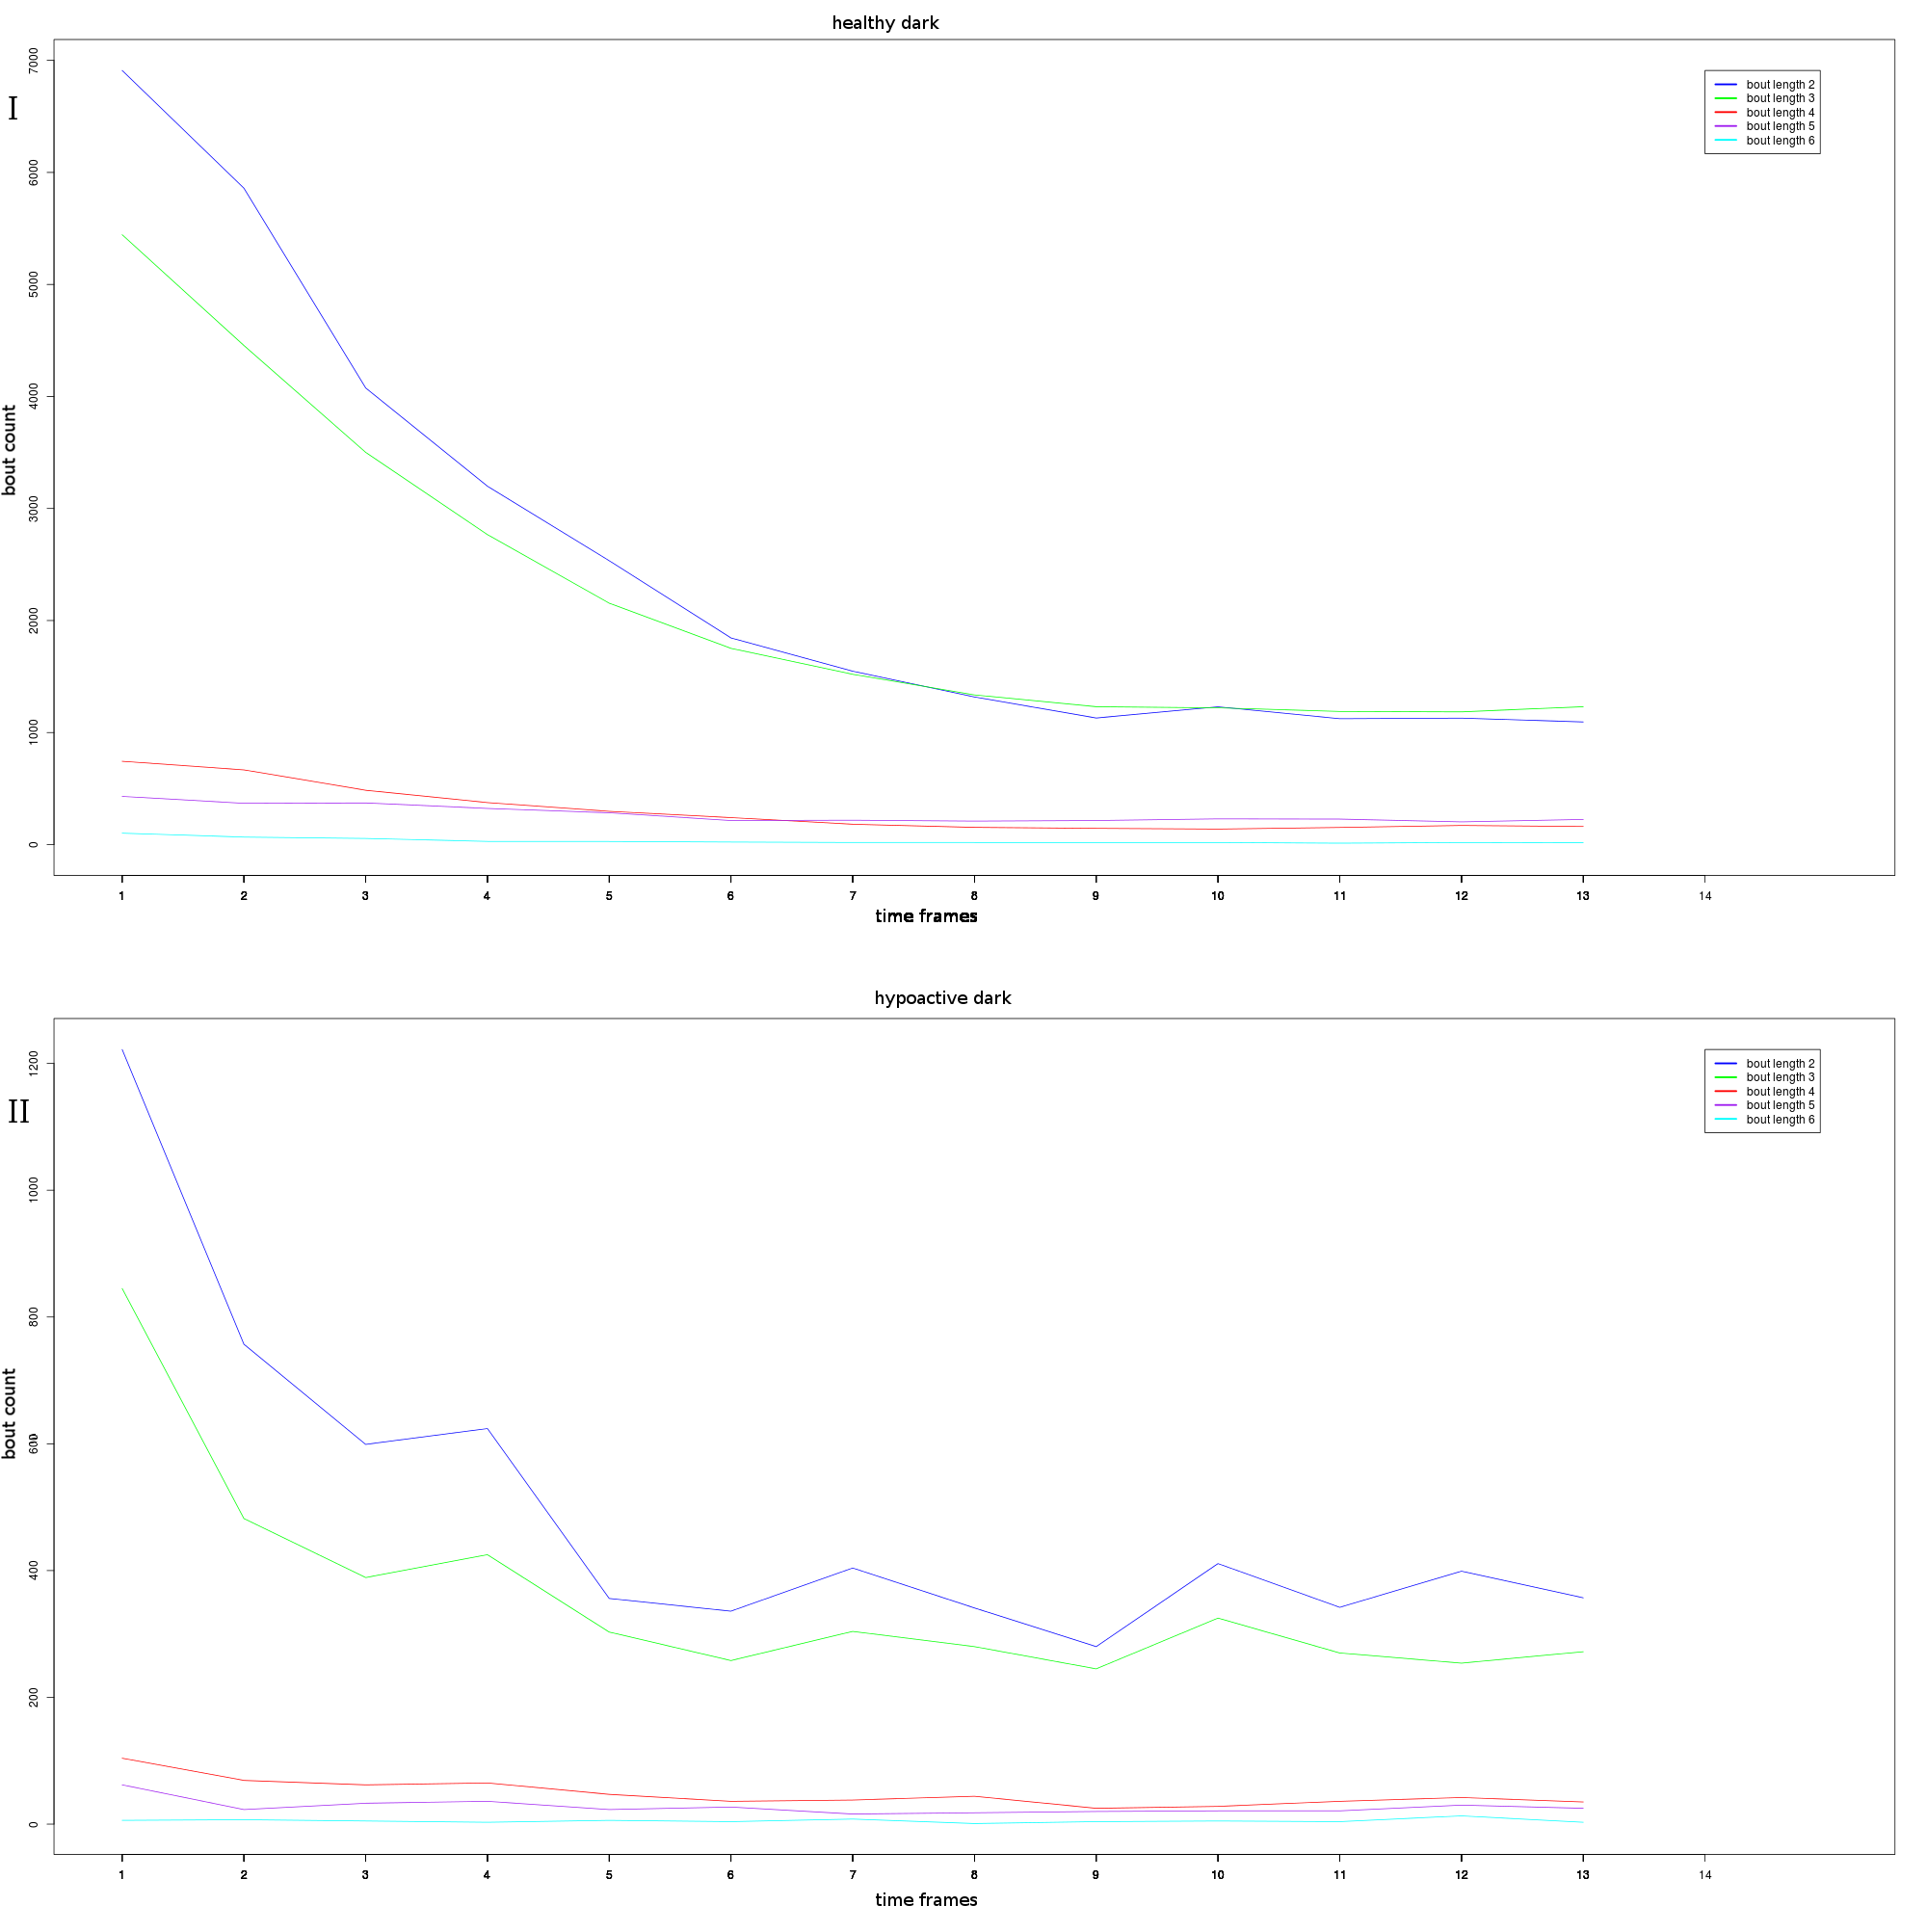 healthy dark
I
bout count
7000
6000
5000
4000
3000
2000
1000
0
bout length 2
bout length 3
bout length 4
bout length 5
bout length 6
1 2 3 4 5 6 7 8 9 10 11 12 13 14
time frames
hypoactive dark
II
bout count
1200
1000
800
600
400
200
0
bout length 2
bout length 3
bout length 4
bout length 5
bout length 6
1 2 3 4 5 6 7 8 9 10 11 12 13 14
time frames